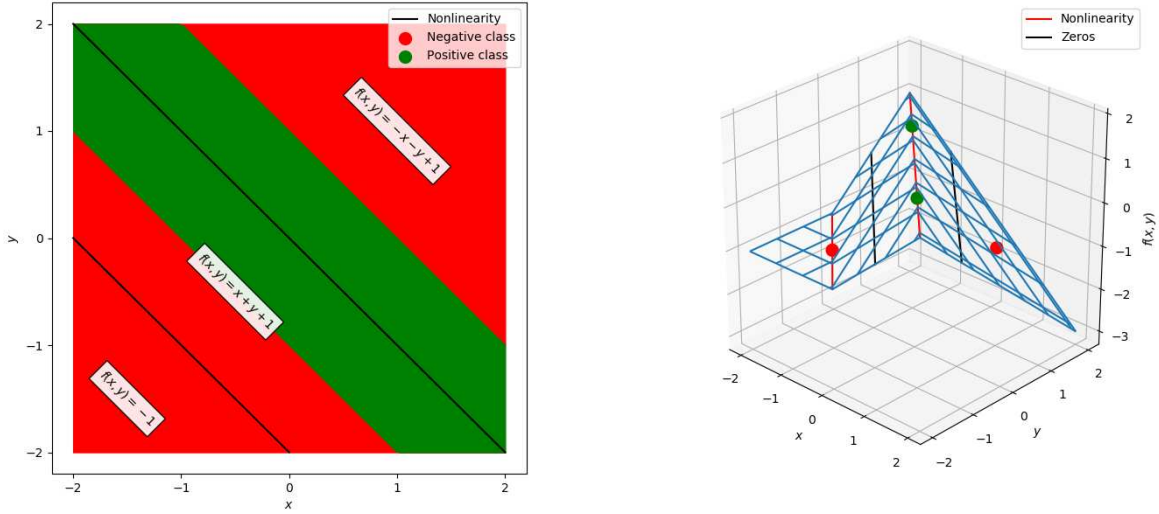 Nonlinearity
Negative class
Positive class
f(x, y) = −x − y + 1
f(x, y) = x + y + 1
f(x, y) = −1
2
1
0
−1
−2
y
−2 −1 0 1 2
x
Nonlinearity
Zeros
2
1
0
−1
−2
−3
f(x, y)
−2
−1
0
1
2
x
−2
−1
0
1
2
y